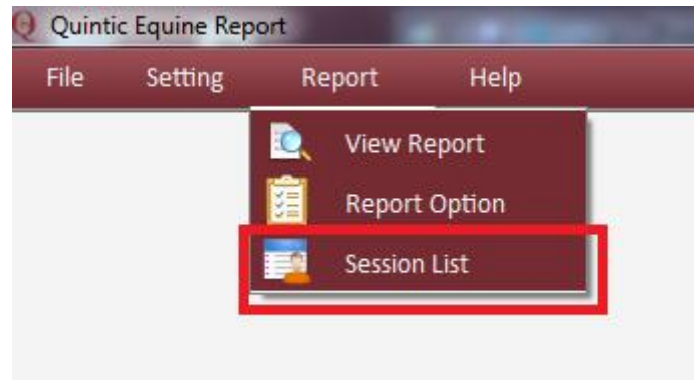 Quintic Equine Report
File Setting Report Help
View Report
Report Option
Session List